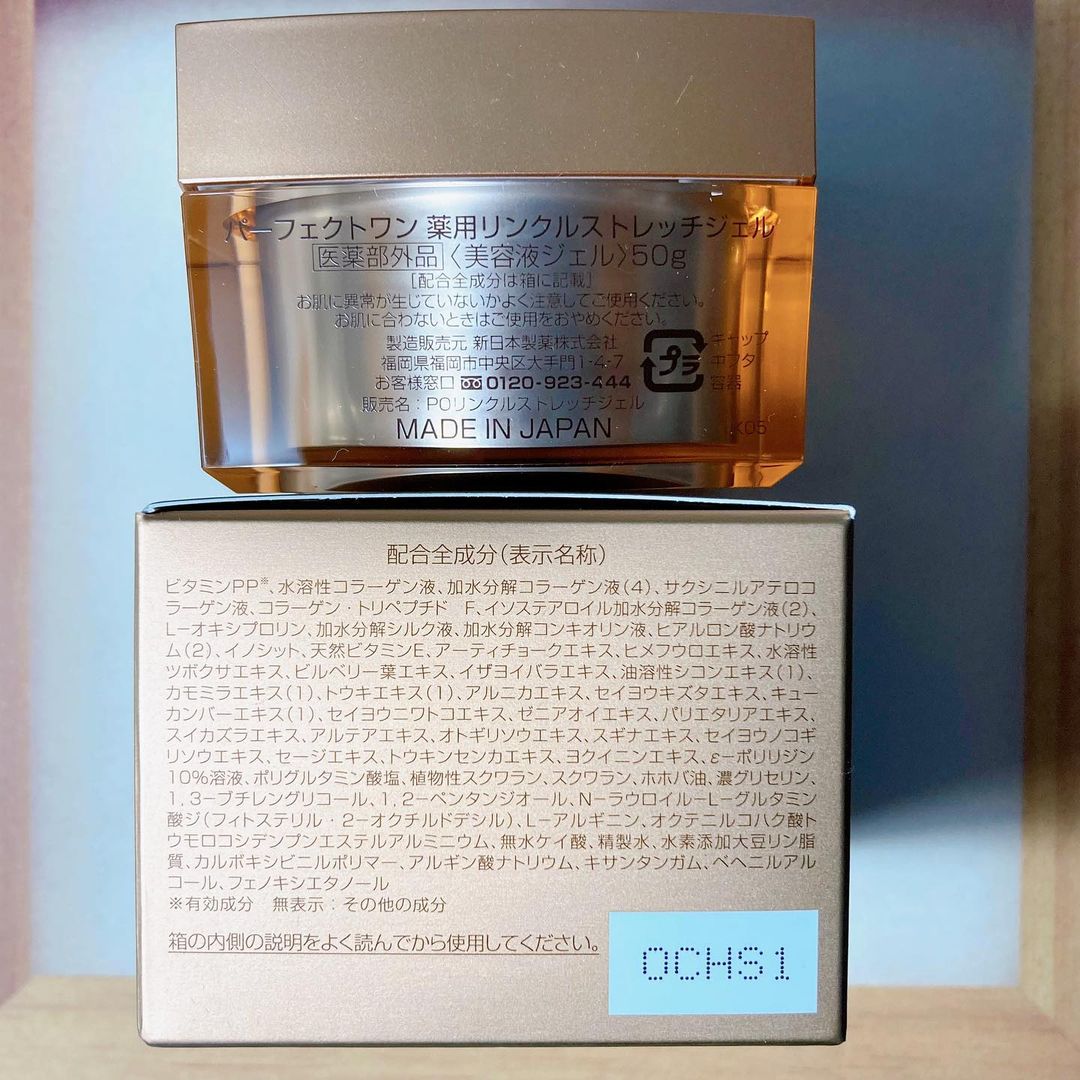 パーフェクトワン 薬用リンクルストレッチジェル
医薬部外品 〈美容液ジェル〉50g
[配合全成分は箱に記載]
お肌に異常が生じていないかよく注意してご使用ください。
お肌に合わないときはご使用をおやめください。
製造販売元 新日本製薬株式会社
福岡県福岡市中央区大手門1-4-7
お客様窓口 0120-923-444
販売名:POリンクルストレッチジェル
MADE IN JAPAN
プラ
キャップ
中フタ
容器
K05
配合全成分(表示名称)
ビタミンPP※、水溶性コラーゲン液、加水分解コラーゲン液(4)、サクシニルアテロコ
ラーゲン液、コラーゲン・トリペプチド F、イソステアロイル加水分解コラーゲン液(2)、
L-オキシプロリン、加水分解シルク液、加水分解コンキオリン液、ヒアルロン酸ナトリウ
ム(2)、イノシット、天然ビタミンE、アーティチョークエキス、ヒメフウロエキス、水溶性
ツボクサエキス、ビルベリー葉エキス、イザヨイバラエキス、油溶性シコンエキス(1)、
カモミラエキス(1)、トウキエキス(1)、アルニカエキス、セイヨウキズタエキス、キュー
カンバーエキス(1)、セイヨウニワトコエキス、ゼニアオイエキス、パリエタリアエキス、
スイカズラエキス、アルテアエキス、オトギリソウエキス、スギナエキス、セイヨウノコギ
リソウエキス、セージエキス、トウキンセンカエキス、ヨクイニンエキス、ε-ポリリジン
10%溶液、ポリグルタミン酸塩、植物性スクワラン、スクワラン、ホホバ油、濃グリセリン、
1,3-ブチレングリコール、1,2-ペンタンジオール、N-ラウロイル-L-グルタミン
酸ジ(フィトステリル・2-オクチルドデシル)、L-アルギニン、オクテニルコハク酸ト
ウモロコシデンプンエステルアルミニウム、無水ケイ酸、精製水、水素添加大豆リン脂
質、カルボキシビニルポリマー、アルギン酸ナトリウム、キサンタンガム、ベヘニルアル
コール、フェノキシエタノール
※有効成分 無表示:その他の成分
箱の内側の説明をよく読んでから使用してください。
OCHS1